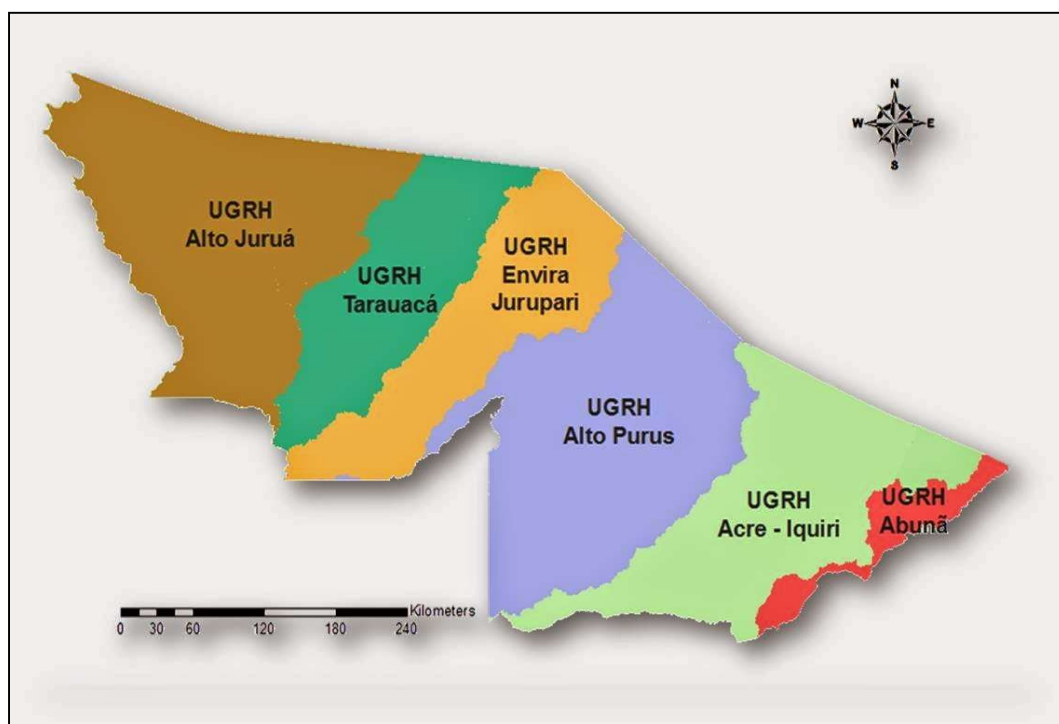 N
W E
S
UGRH
Alto Juruá
UGRH
Tarauacá
UGRH
Envira
Jurupari
UGRH
Alto Purus
UGRH
Acre - Iquiri
UGRH
Abunã
Kilometers
0 30 60 120 180 240